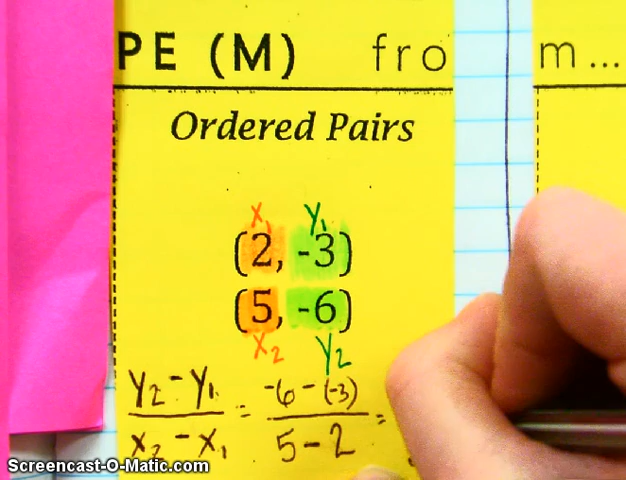 PE (M) from...
Ordered Pairs
x₁ y₁
(2, -3)
(5, -6)
x₂ y₂
y₂ - y₁ = -6 - (-3) =
x₂ - x₁ 5 - 2
Screencast-O-Matic.com